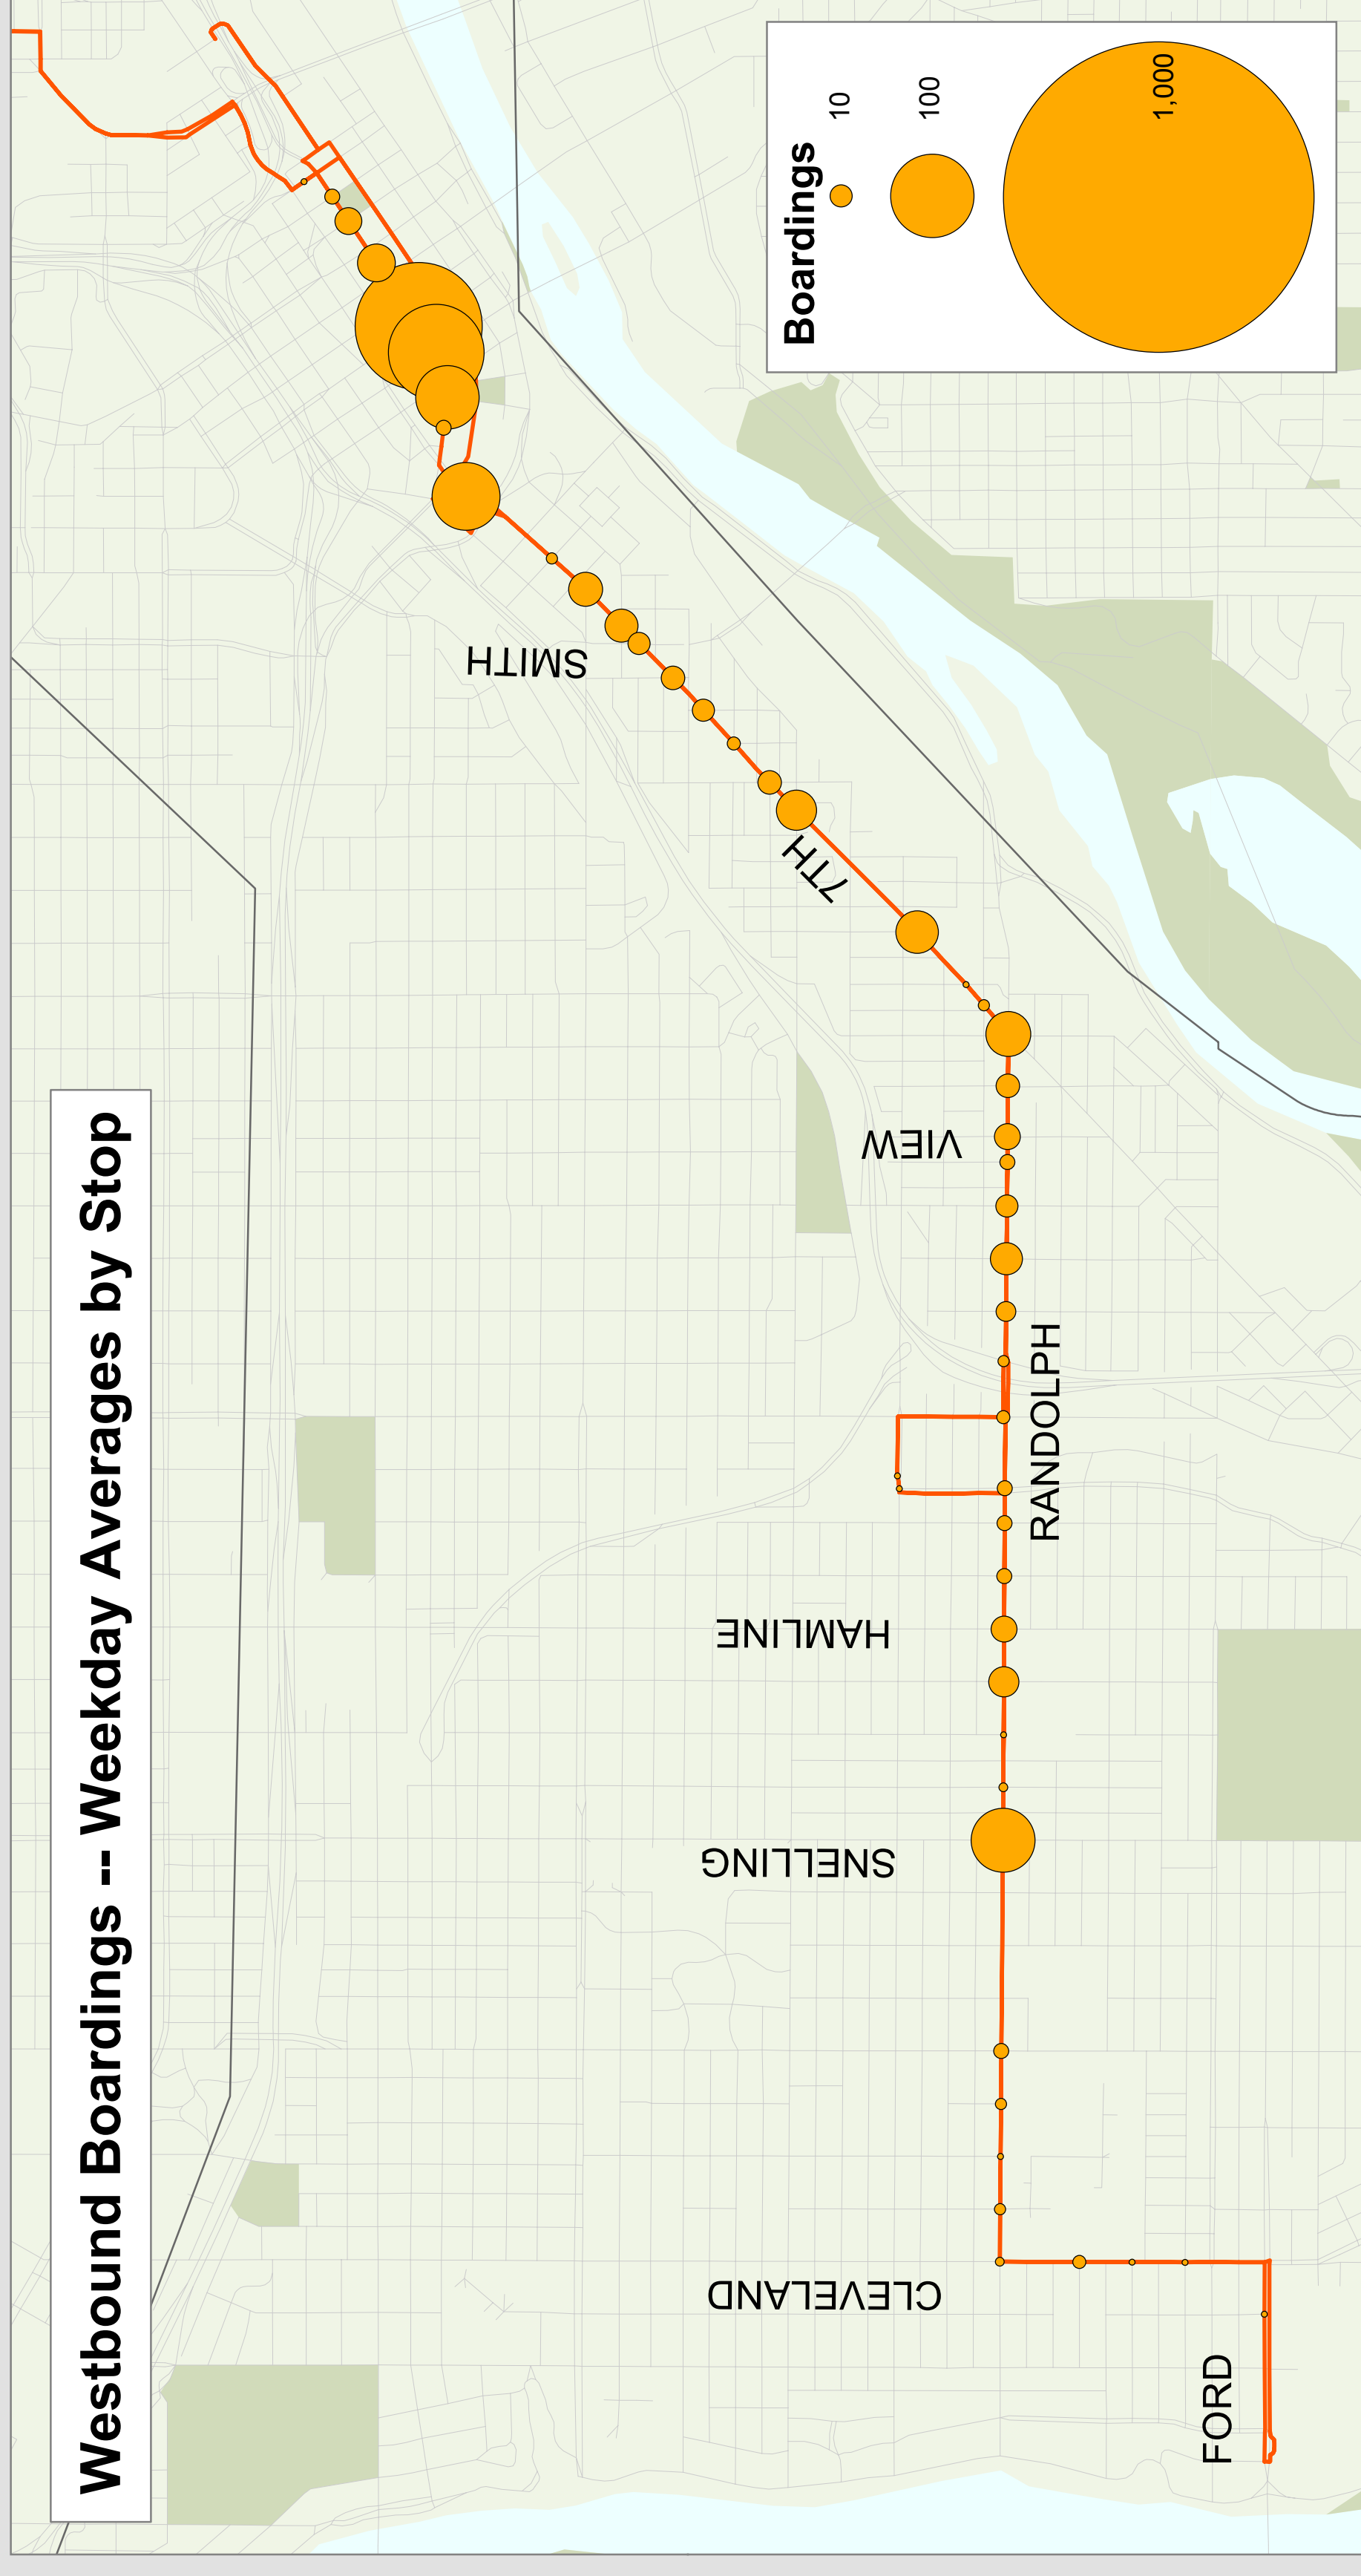 Westbound Boardings -- Weekday Averages by Stop
Boardings
10
100
1,000
SMITH
7TH
VIEW
RANDOLPH
HAMLINE
SNELLING
CLEVELAND
FORD